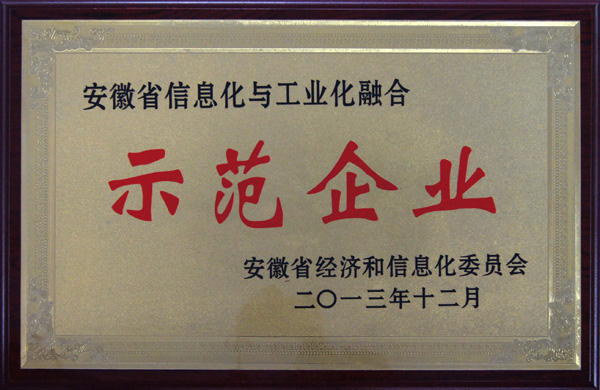 安徽省信息化与工业化融合
示范企业
安徽省经济和信息化委员会
二〇一三年十二月